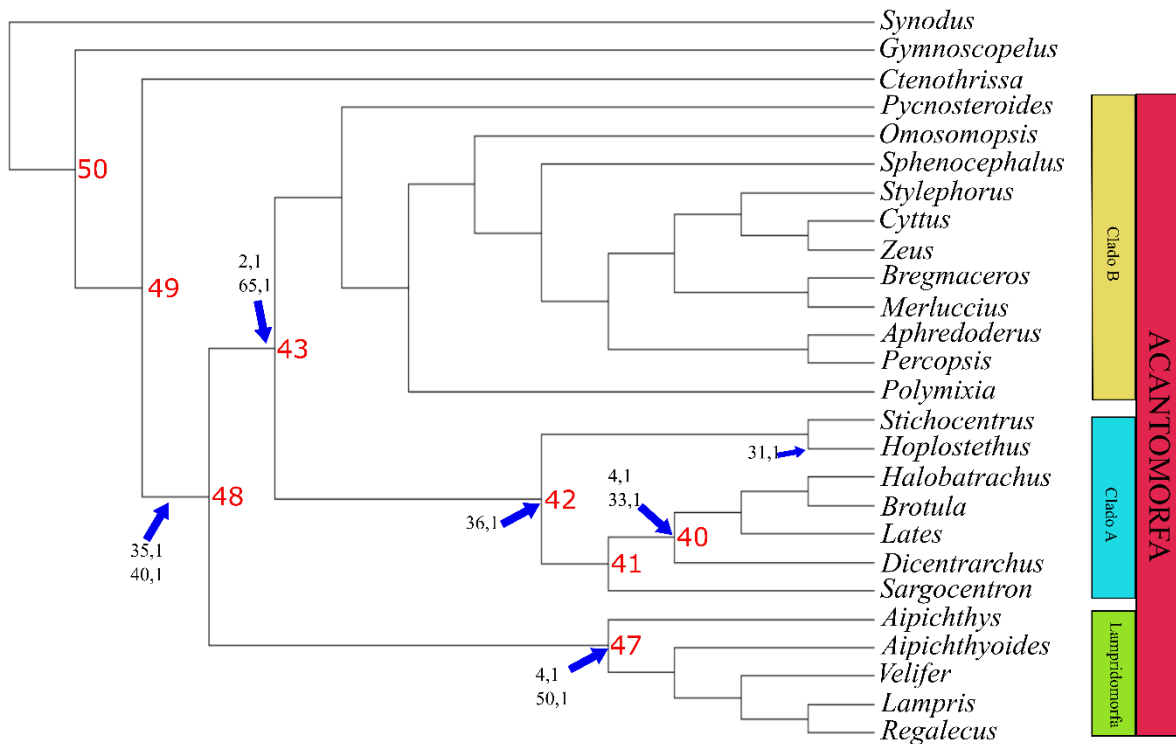 Synodus
Gymnoscopelus
Ctenothrissa
Pycnosteroides
Omosomopsis
Sphenocephalus
Stylephorus
Cyttus
Zeus
Bregmaceros
Merluccius
Aphredoderus
Percopsis
Polymixia
Stichocentrus
Hoplostethus
Halobatrachus
Brotula
Lates
Dicentrarchus
Sargocentron
Aipichthys
Aipichthyoides
Velifer
Lampris
Regalecus
50
49
2,1
65,1
43
48
35,1
40,1
31,1
36,1
42
4,1
33,1
40
41
47
4,1
50,1
Clado B
Clado A
Lampridomorfa
ACANTOMORFA